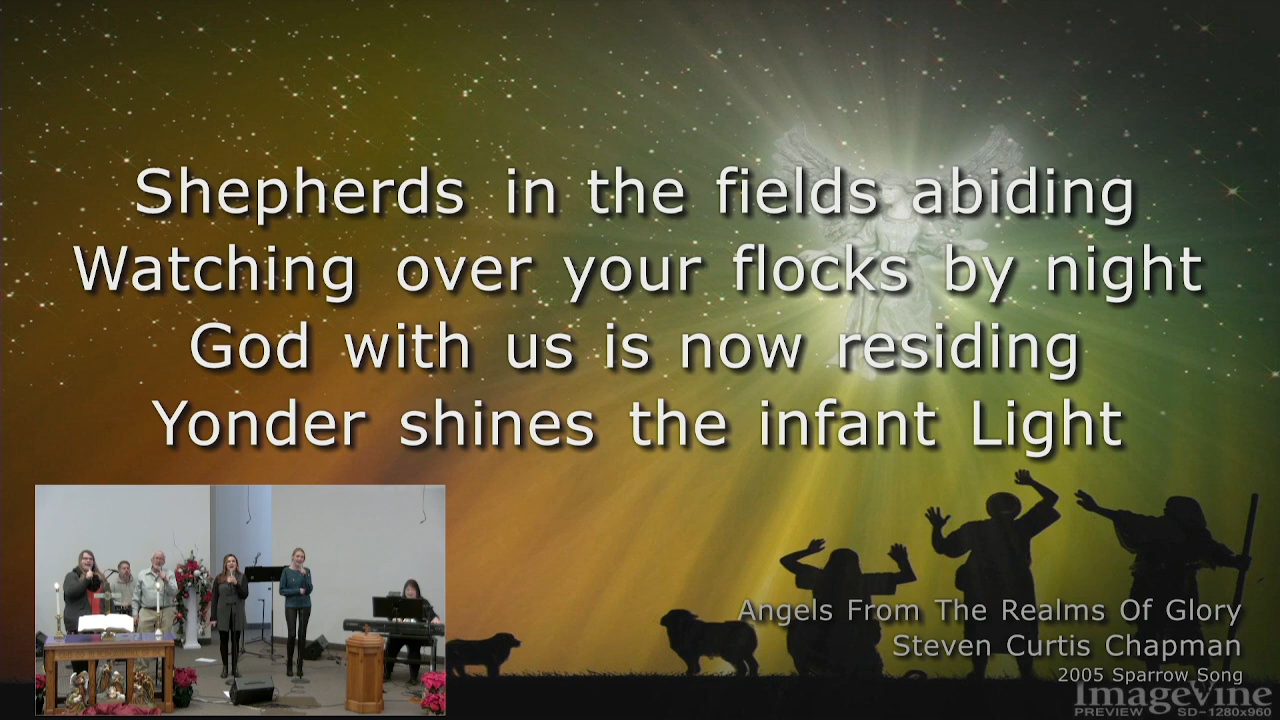 Shepherds in the fields abiding
Watching over your flocks by night
God with us is now residing
Yonder shines the infant Light
Angels From The Realms Of Glory
Steven Curtis Chapman
2005 Sparrow Song
ImageVine
PREVIEW SD-1280x960